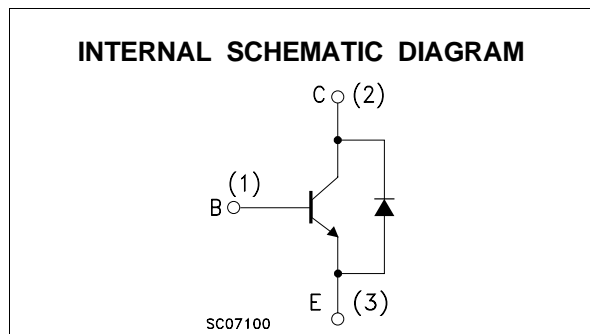 INTERNAL SCHEMATIC DIAGRAM
C (2)
(1)
B
E (3)
SC07100